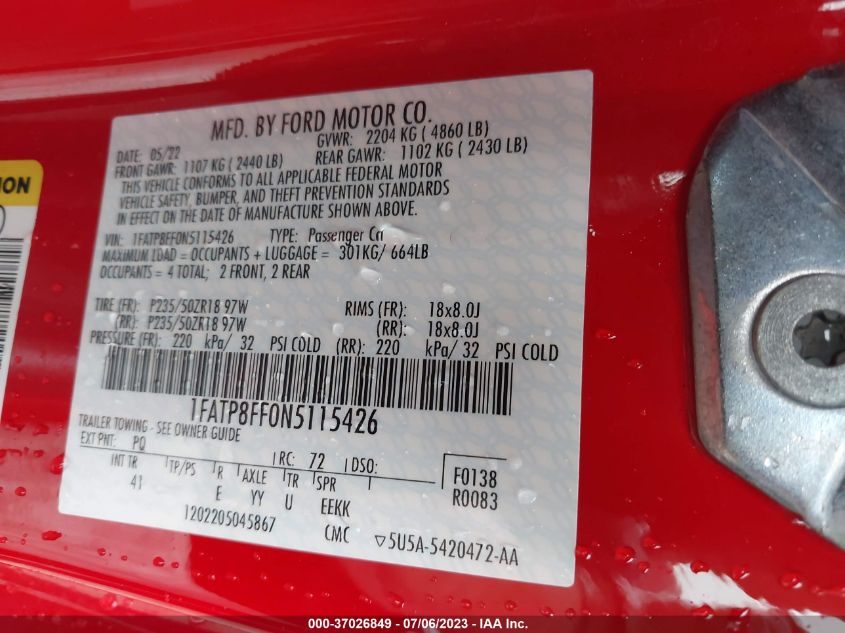 MFD. BY FORD MOTOR CO.
DATE: 05/22 GVWR: 2204 KG ( 4860 LB)
FRONT GAWR: 1107 KG ( 2440 LB) REAR GAWR: 1102 KG ( 2430 LB)
THIS VEHICLE CONFORMS TO ALL APPLICABLE FEDERAL MOTOR
VEHICLE SAFETY, BUMPER, AND THEFT PREVENTION STANDARDS
IN EFFECT ON THE DATE OF MANUFACTURE SHOWN ABOVE.
VIN: 1FATP8FF0N5115426 TYPE: Passenger Car
MAXIMUM LOAD = OCCUPANTS + LUGGAGE = 301KG/ 664LB
OCCUPANTS = 4 TOTAL; 2 FRONT, 2 REAR
TIRE (FR): P235/50ZR18 97W RIMS (FR): 18x8.0J
(RR): P235/50ZR18 97W (RR): 18x8.0J
PRESSURE (FR): 220 kPa/ 32 PSI COLD (RR): 220 kPa/ 32 PSI COLD
1FATP8FF0N5115426
TRAILER TOWING - SEE OWNER GUIDE
EXT PNT: PQ RC: 72 DSO:
INT TR TP/PS R AXLE TR SPR F0138
41 E YY U EEKK R0083
1202205045867 CMC ▽5U5A-5420472-AA
ION
000-37026849 - 07/06/2023 - IAA Inc.